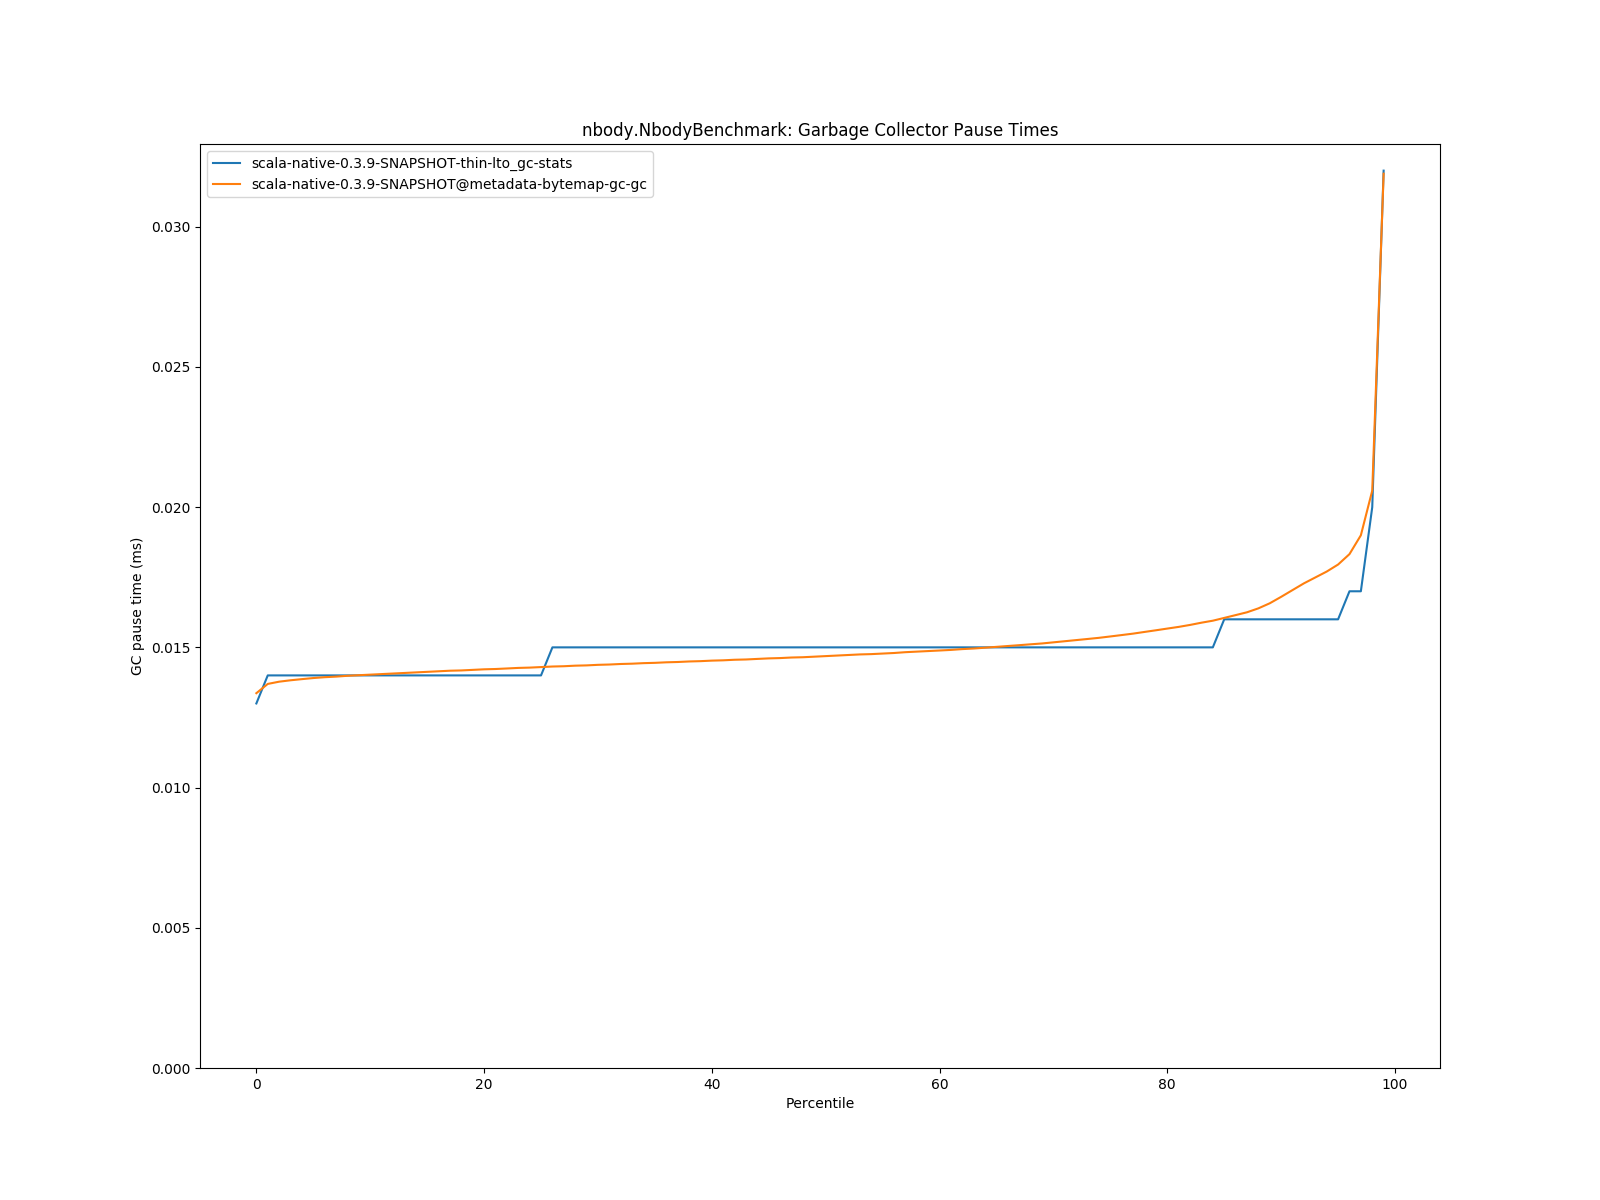 nbody.NbodyBenchmark: Garbage Collector Pause Times
scala-native-0.3.9-SNAPSHOT-thin-lto_gc-stats
scala-native-0.3.9-SNAPSHOT@metadata-bytemap-gc-gc
GC pause time (ms)
0.030
0.025
0.020
0.015
0.010
0.005
0.000
0 20 40 60 80 100
Percentile